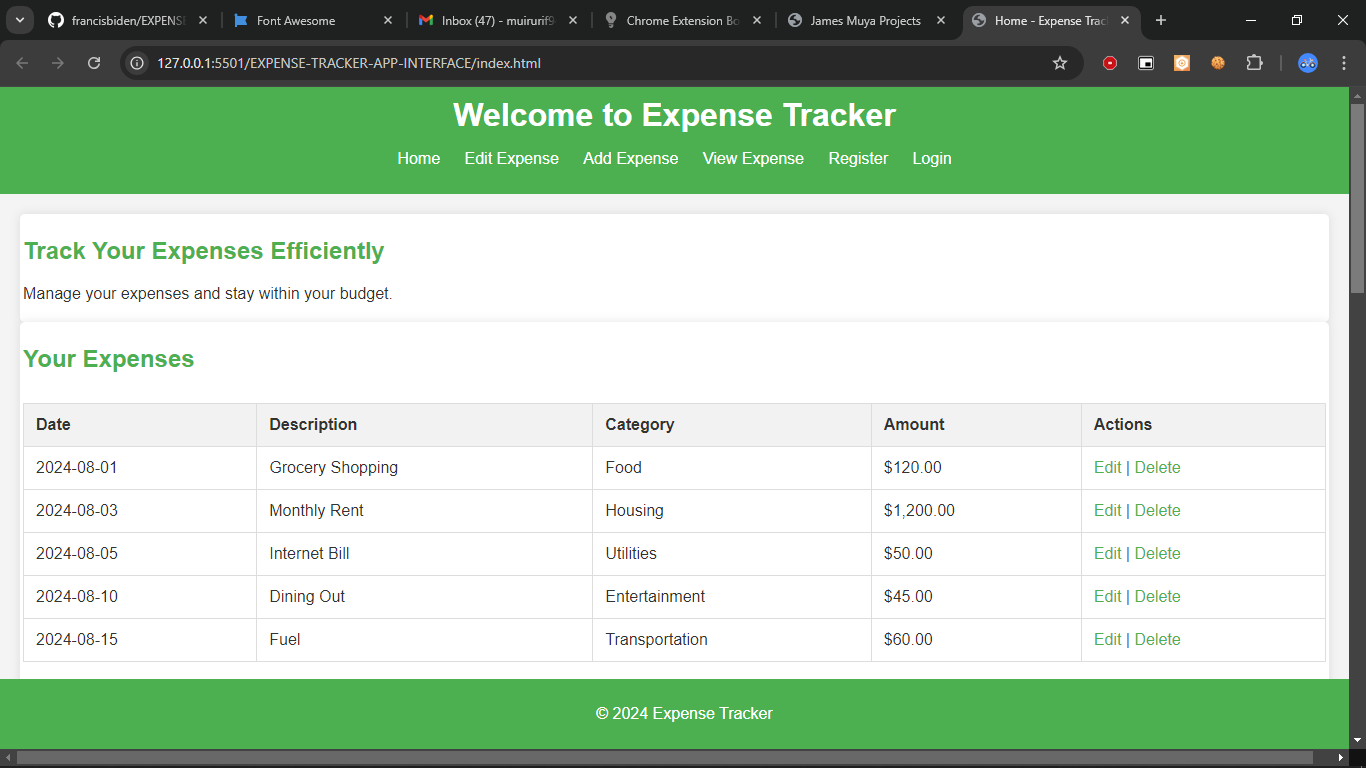 francisbiden/EXPENSE
Font Awesome
Inbox (47) - muirurif9
Chrome Extension Bo
James Muya Projects
Home - Expense Trac
127.0.0.1:5501/EXPENSE-TRACKER-APP-INTERFACE/index.html
Welcome to Expense Tracker
Home Edit Expense Add Expense View Expense Register Login
Track Your Expenses Efficiently
Manage your expenses and stay within your budget.
Your Expenses
Date Description Category Amount Actions
2024-08-01 Grocery Shopping Food $120.00 Edit | Delete
2024-08-03 Monthly Rent Housing $1,200.00 Edit | Delete
2024-08-05 Internet Bill Utilities $50.00 Edit | Delete
2024-08-10 Dining Out Entertainment $45.00 Edit | Delete
2024-08-15 Fuel Transportation $60.00 Edit | Delete
© 2024 Expense Tracker